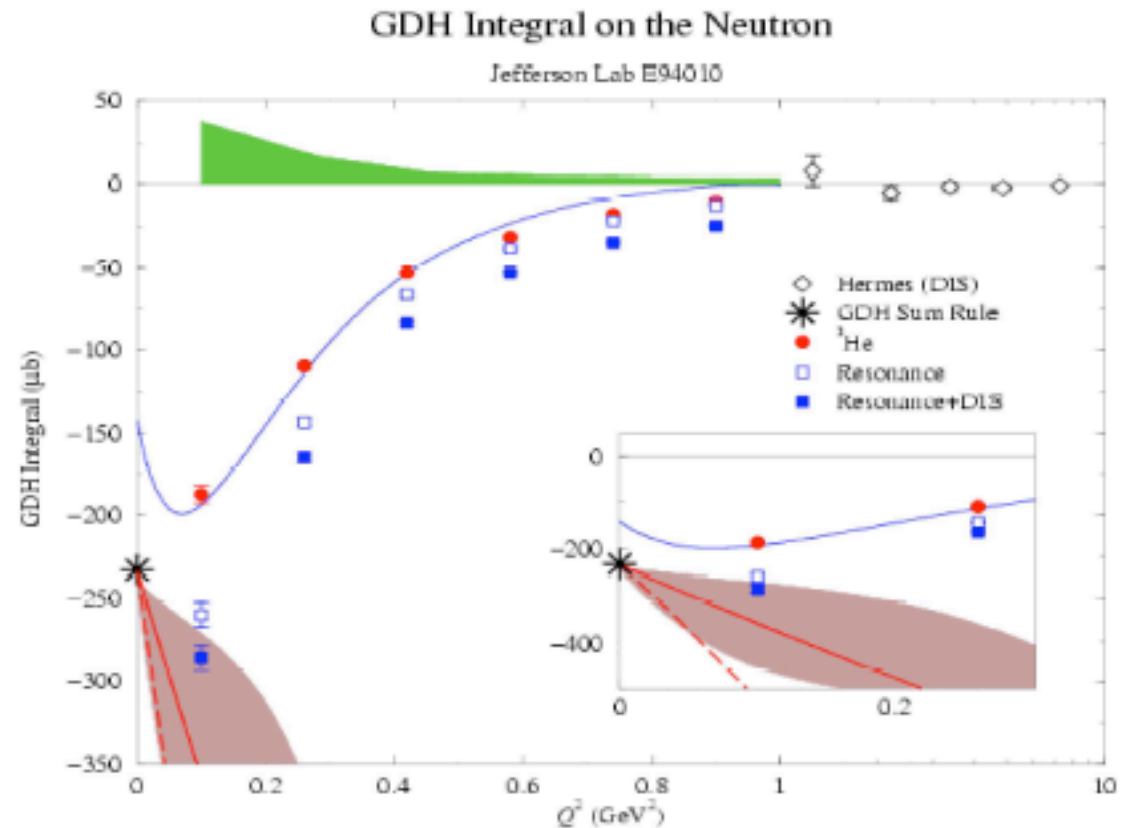 GDH Integral on the Neutron
Jefferson Lab E94010
50
0
−50
−100
−150
−200
−250
−300
−350
GDH Integral (μb)
Hermes (DIS)
GDH Sum Rule
³He
Resonance
Resonance+DIS
0
−200
−400
0
0.2
0
0.2
0.4
0.6
0.8
1
10
Q² (GeV²)